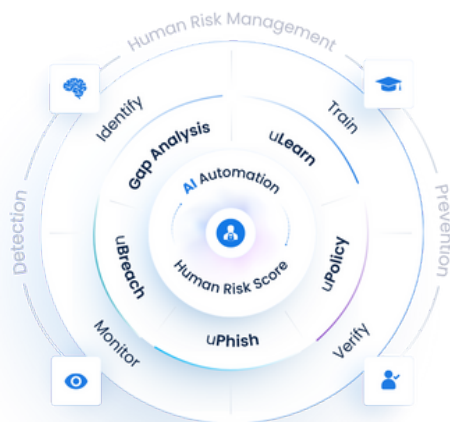 Human Risk Management
Identify
Train
Gap Analysis
uLearn
AI Automation
Detection
Prevention
uBreach
uPolicy
Human Risk Score
uPhish
Monitor
Verify